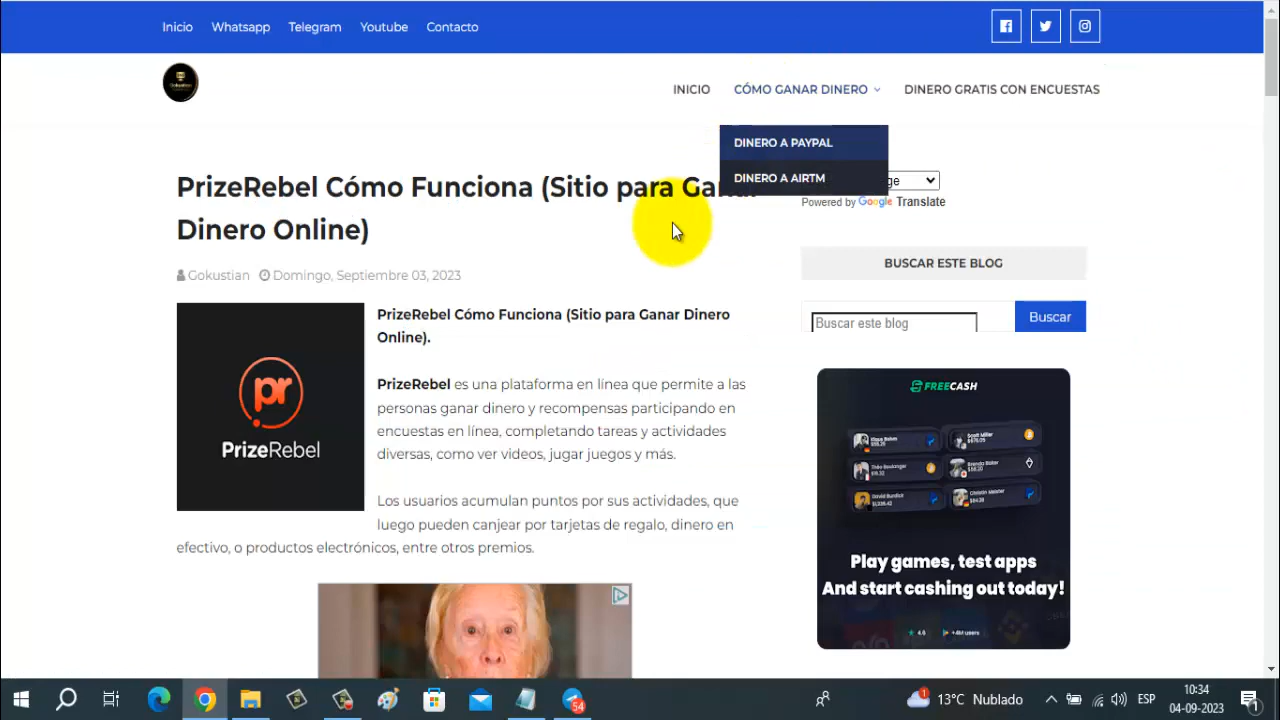 Inicio Whatsapp Telegram Youtube Contacto
INICIO CÓMO GANAR DINERO DINERO GRATIS CON ENCUESTAS
DINERO A PAYPAL
DINERO A AIRTM
PrizeRebel Cómo Funciona (Sitio para
Dinero Online)
Powered by Google Translate
Gokustian Domingo, Septiembre 03, 2023
BUSCAR ESTE BLOG
Buscar este blog Buscar
pr
PrizeRebel
PrizeRebel Cómo Funciona (Sitio para Ganar Dinero
Online).
PrizeRebel es una plataforma en línea que permite a las
personas ganar dinero y recompensas participando en
encuestas en línea, completando tareas y actividades
diversas, como ver videos, jugar juegos y más.
Los usuarios acumulan puntos por sus actividades, que
luego pueden canjear por tarjetas de regalo, dinero en
efectivo, o productos electrónicos, entre otros premios.
FREECASH
Play games, test apps
And start cashing out today!
4.6 +4M users
54
13°C Nublado
ESP
10:34
04-09-2023
1